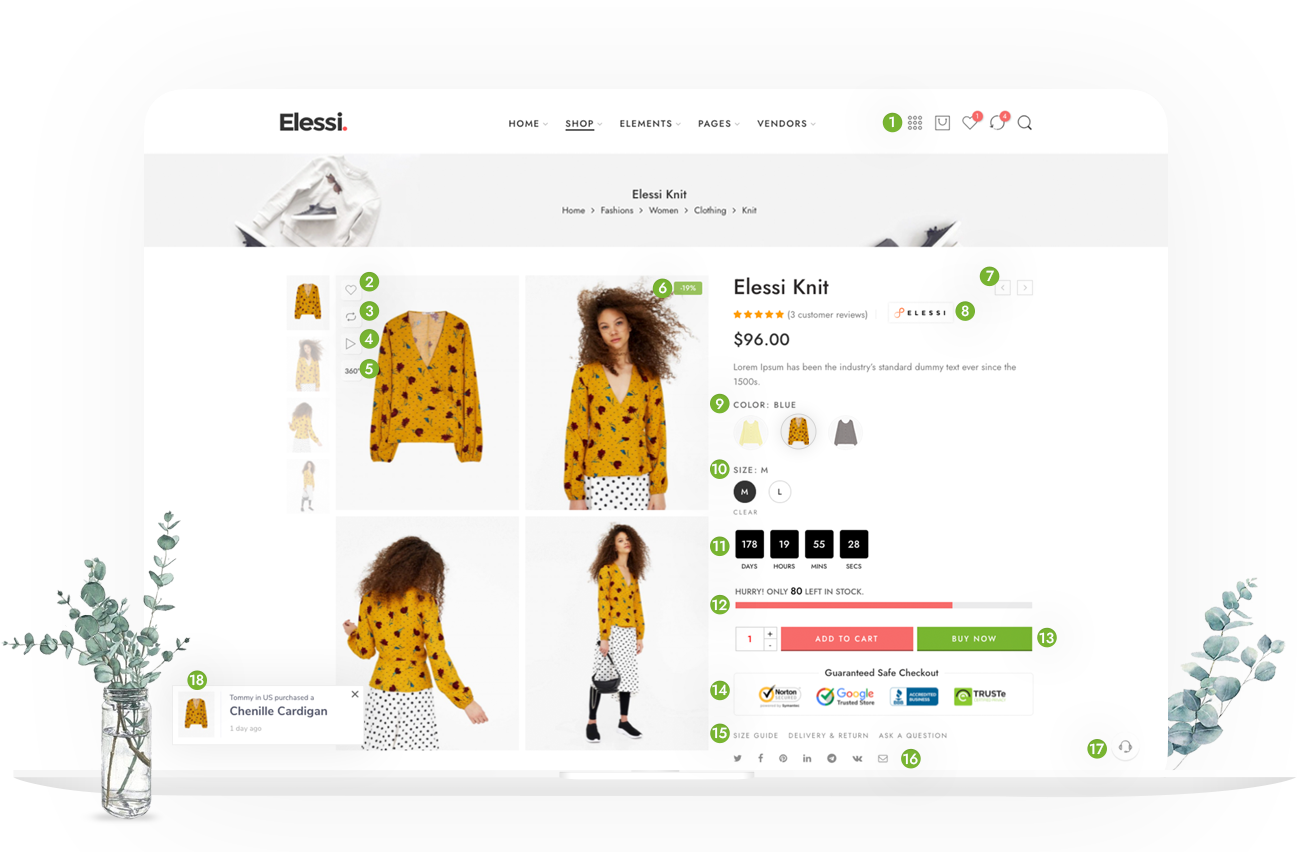 Elessi.
HOME
SHOP
ELEMENTS
PAGES
VENDORS
1
1
4
Elessi Knit
Home > Fashions > Women > Clothing > Knit
2
3
4
360°
5
6
-19%
Elessi Knit
7
(3 customer reviews)
ELESSI
8
$96.00
Lorem Ipsum has been the industry's standard dummy text ever since the
1500s.
9
COLOR: BLUE
10
SIZE: M
M
L
CLEAR
11
178
19
55
28
DAYS
HOURS
MINS
SECS
HURRY! ONLY 80 LEFT IN STOCK.
12
1
+
-
ADD TO CART
BUY NOW
13
Guaranteed Safe Checkout
14
Norton
SECURED
powered by Symantec
Google
Trusted Store
BBB
ACCREDITED
BUSINESS
TRUSTe
15
SIZE GUIDE
DELIVERY & RETURN
ASK A QUESTION
16
17
18
Tommy in US purchased a
Chenille Cardigan
1 day ago